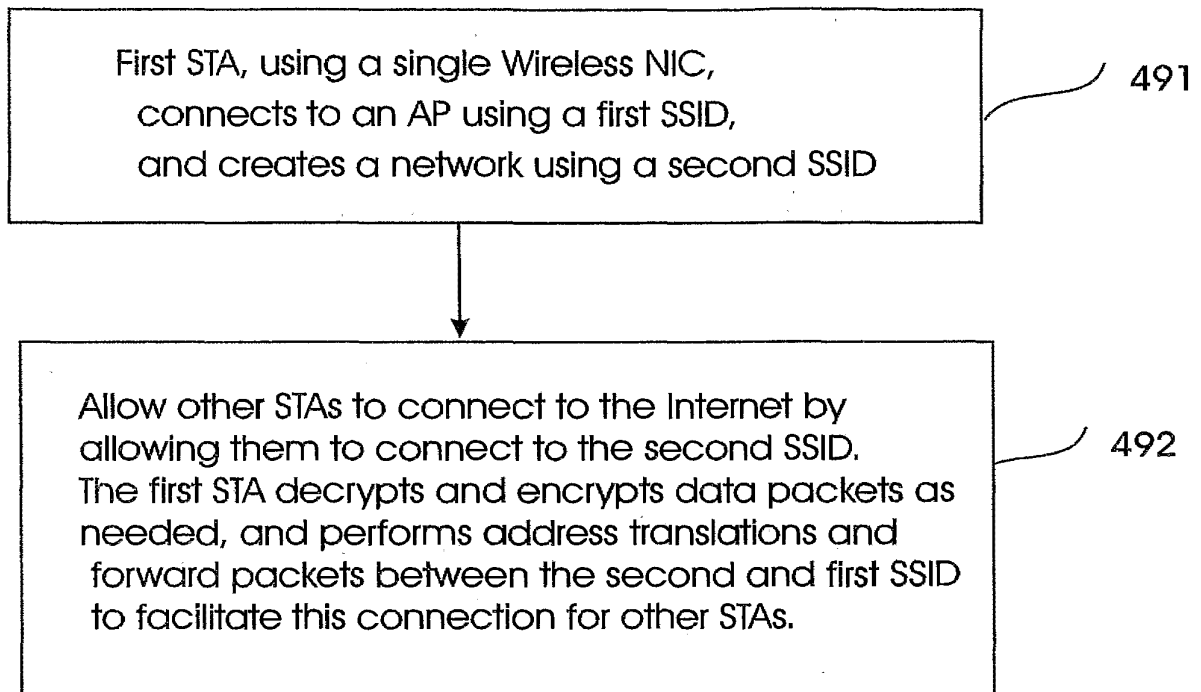 First STA, using a single Wireless NIC,
connects to an AP using a first SSID,
and creates a network using a second SSID
491
Allow other STAs to connect to the Internet by
allowing them to connect to the second SSID.
The first STA decrypts and encrypts data packets as
needed, and performs address translations and
forward packets between the second and first SSID
to facilitate this connection for other STAs.
492